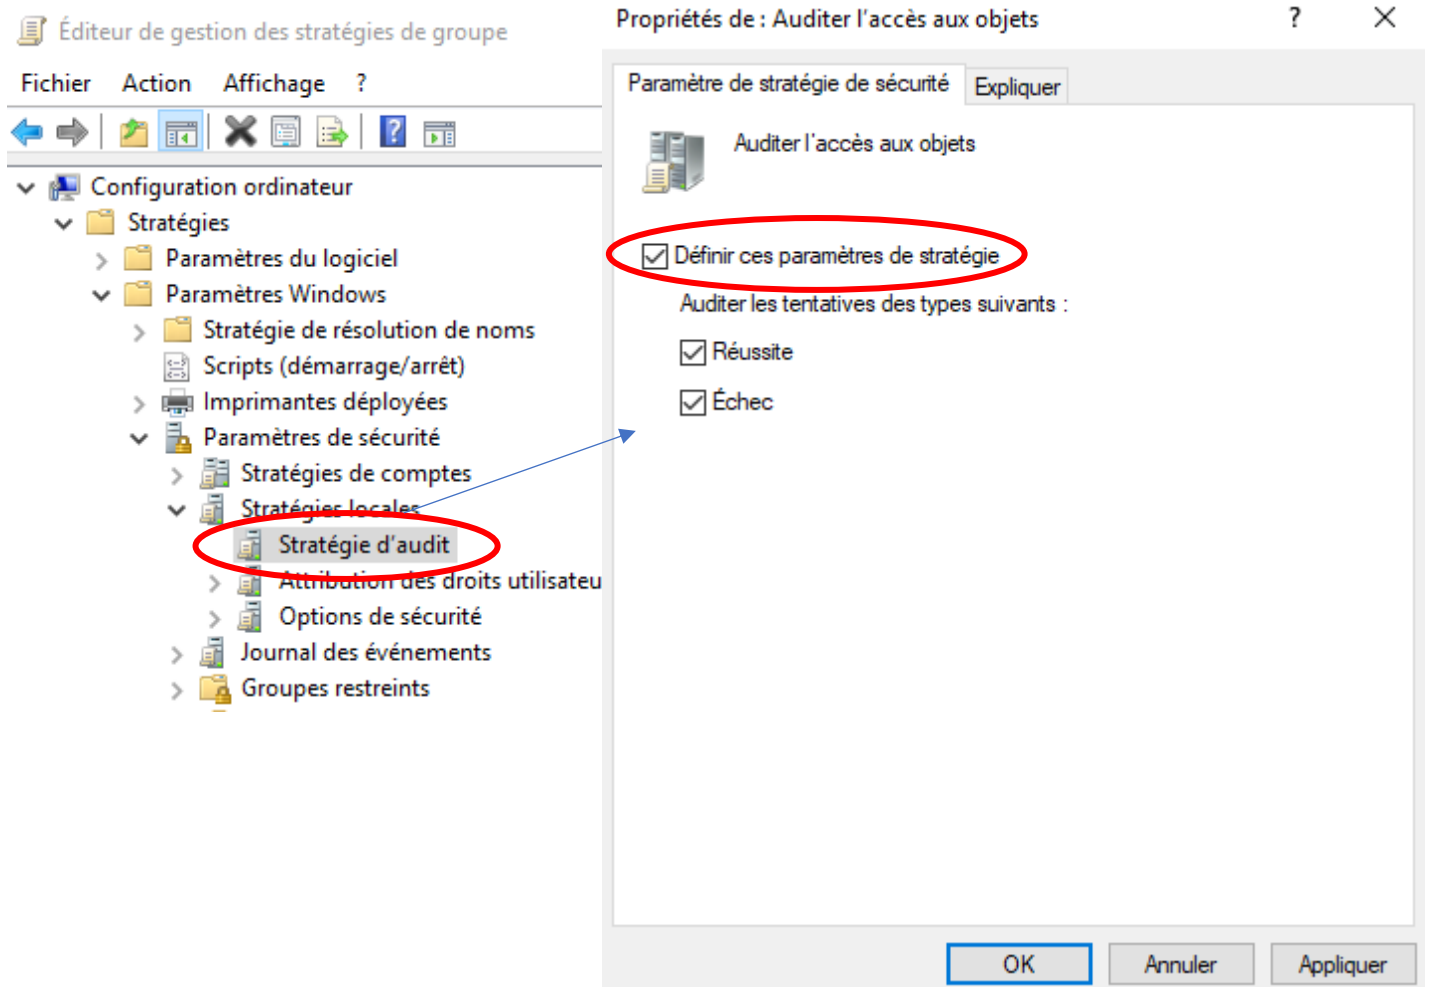 Éditeur de gestion des stratégies de groupe
Fichier Action Affichage ?
Configuration ordinateur
Stratégies
Paramètres du logiciel
Paramètres Windows
Stratégie de résolution de noms
Scripts (démarrage/arrêt)
Imprimantes déployées
Paramètres de sécurité
Stratégies de comptes
Stratégies locales
Stratégie d'audit
Attribution des droits utilisateu
Options de sécurité
Journal des événements
Groupes restreints
Propriétés de : Auditer l'accès aux objets
?
Paramètre de stratégie de sécurité Expliquer
Auditer l'accès aux objets
Définir ces paramètres de stratégie
Auditer les tentatives des types suivants :
Réussite
Échec
OK Annuler Appliquer